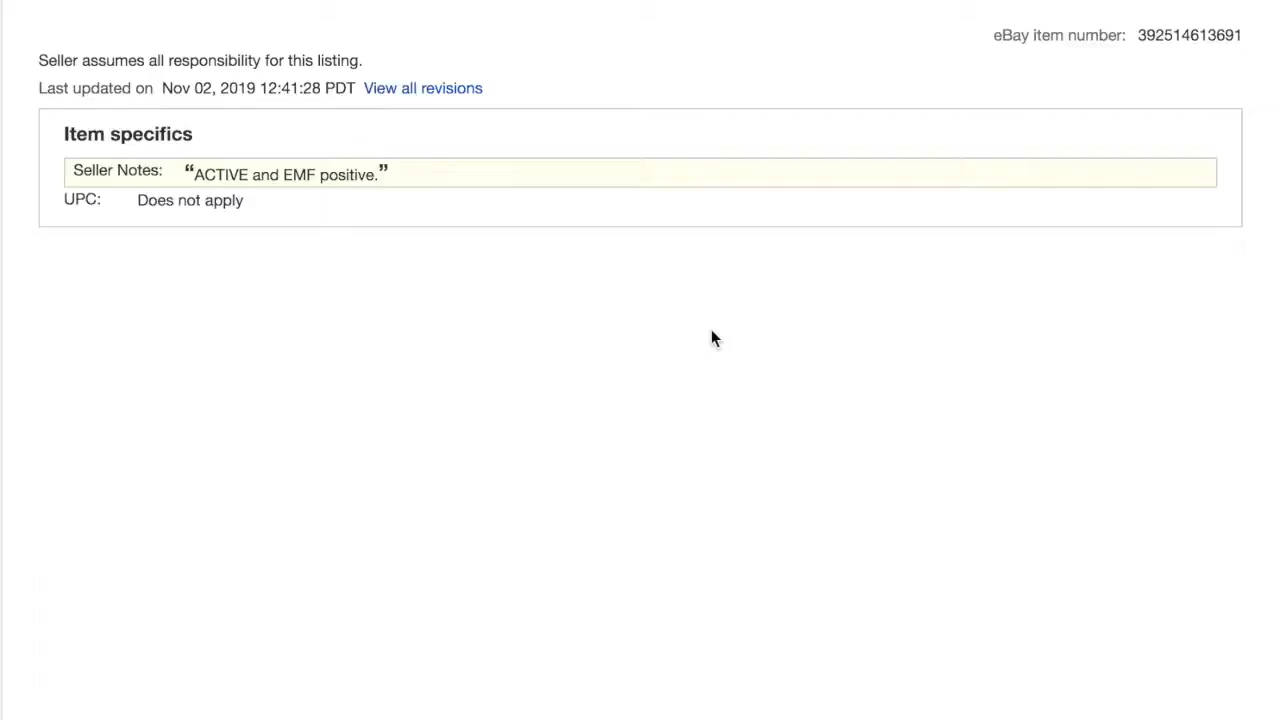 eBay item number: 392514613691
Seller assumes all responsibility for this listing.
Last updated on Nov 02, 2019 12:41:28 PDT View all revisions
Item specifics
Seller Notes: “ACTIVE and EMF positive.”
UPC: Does not apply